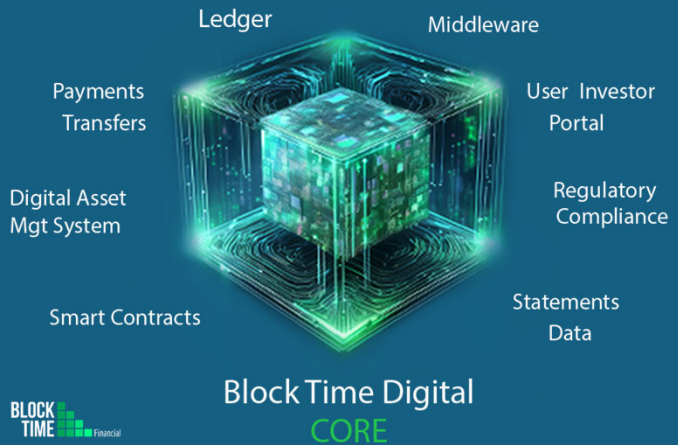 Ledger
Middleware
Payments
Transfers
User Investor
Portal
Digital Asset
Mgt System
Regulatory
Compliance
Smart Contracts
Statements
Data
Block Time Digital
CORE
BLOCK
TIME
Financial